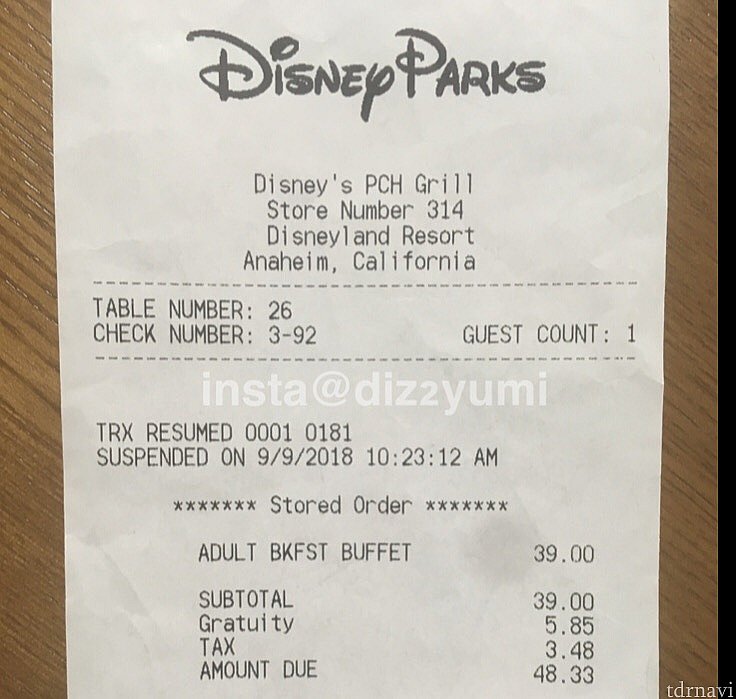 Disney Parks
Disney's PCH Grill
Store Number 314
Disneyland Resort
Anaheim, California
TABLE NUMBER: 26
CHECK NUMBER: 3-92 GUEST COUNT: 1
insta@dizzyumi
TRX RESUMED 0001 0181
SUSPENDED ON 9/9/2018 10:23:12 AM
******* Stored Order *******
ADULT BKFST BUFFET 39.00
SUBTOTAL 39.00
Gratuity 5.85
TAX 3.48
AMOUNT DUE 48.33
tdrnavi